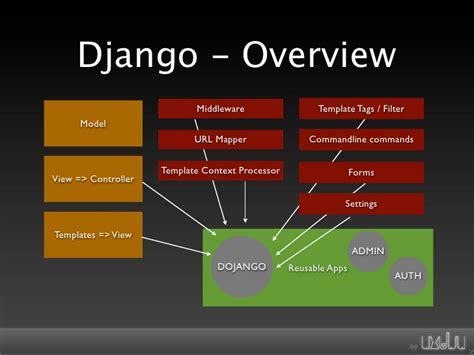 Django - Overview
Model
View => Controller
Templates => View
Middleware
URL Mapper
Template Context Processor
Template Tags / Filter
Commandline commands
Forms
Settings
DOJANGO
Reusable Apps
ADMIN
AUTH
by